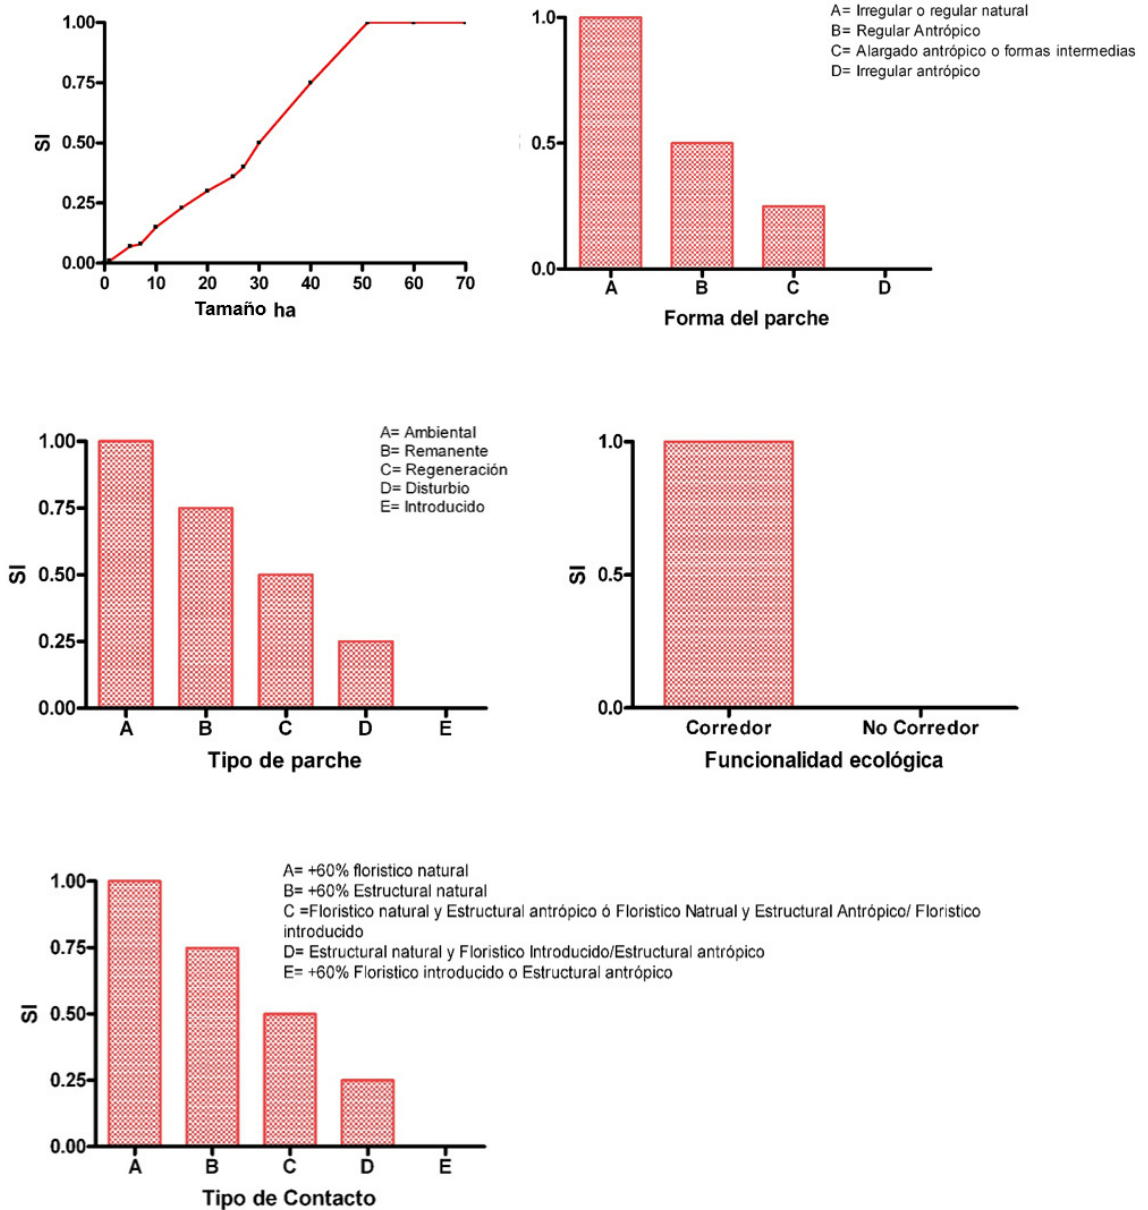 1.00
0.75
0.50
0.25
0.00
SI
0 10 20 30 40 50 60 70
Tamaño ha
1.0
0.5
0.0
A B C D
Forma del parche
A= Irregular o regular natural
B= Regular Antrópico
C= Alargado antrópico o formas intermedias
D= Irregular antrópico
1.00
0.75
0.50
0.25
0.00
SI
A B C D E
Tipo de parche
A= Ambiental
B= Remanente
C= Regeneración
D= Disturbio
E= Introducido
1.0
0.5
0.0
SI
Corredor No Corredor
Funcionalidad ecológica
1.00
0.75
0.50
0.25
0.00
SI
A B C D E
Tipo de Contacto
A= +60% floristico natural
B= +60% Estructural natural
C =Floristico natural y Estructural antrópico ó Floristico Natrual y Estructural Antrópico/ Floristico
introducido
D= Estructural natural y Floristico Introducido/Estructural antrópico
E= +60% Floristico introducido o Estructural antrópico